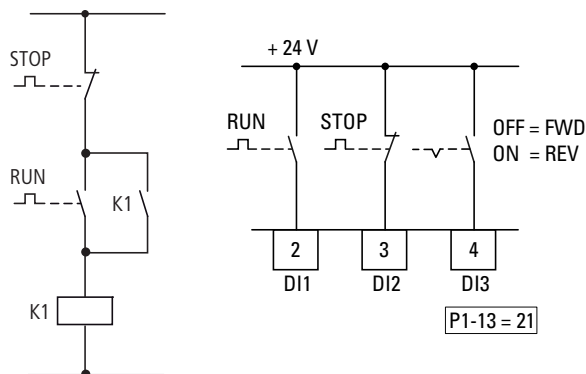 STOP
RUN
K1
K1
+ 24 V
RUN
STOP
OFF = FWD
ON = REV
2
3
4
DI1
DI2
DI3
P1-13 = 21